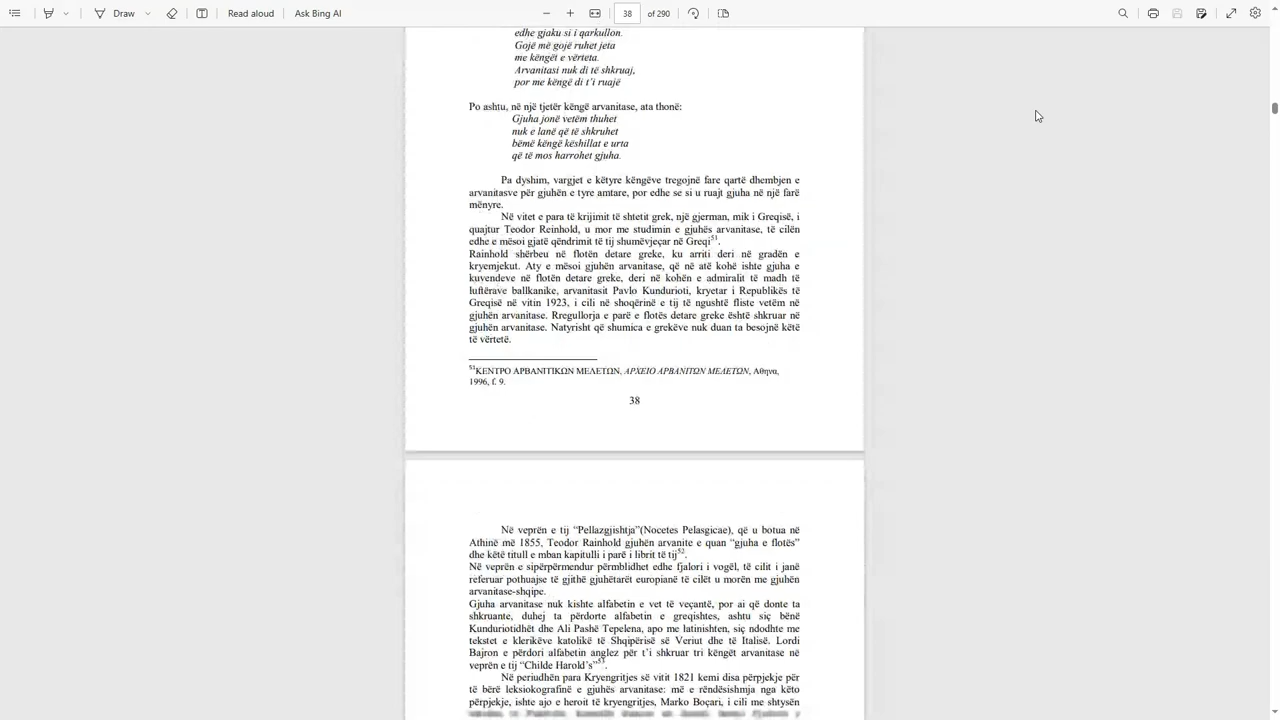 Draw
Read aloud
Ask Bing AI
38
of 290
edhe gjaku si i qarkullon.
Gojë më gojë ruhet jeta
me këngët e vërteta.
Arvanitasi nuk di të shkruaj,
por me këngë di t'i ruajë
Po ashtu, në një tjetër këngë arvanitase, ata thonë:
Gjuha jonë vetëm thuhet
nuk e lanë që të shkruhet
bëmë këngë këshillat e urta
që të mos harrohet gjuha.
Pa dyshim, vargjet e këtyre këngëve tregojnë fare qartë dhembjen e
arvanitasve për gjuhën e tyre amtare, por edhe se si u ruajt gjuha në një farë
mënyre.
Në vitet e para të krijimit të shtetit grek, një gjerman, mik i Greqisë, i
quajtur Teodor Reinhold, u mor me studimin e gjuhës arvanitase, të cilën
edhe e mësoi gjatë qëndrimit të tij shumëvjeçar në Greqi51.
Rainhold shërbeu në flotën detare greke, ku arriti deri në gradën e
kryemjekut. Aty e mësoi gjuhën arvanitase, që në atë kohë ishte gjuha e
kuvendeve në flotën detare greke, deri në kohën e admiralit të madh të
luftërave ballkanike, arvanitasit Pavlo Kundurioti, kryetar i Republikës të
Greqisë në vitin 1923, i cili në shoqërinë e tij të ngushtë fliste vetëm në
gjuhën arvanitase. Rregullorja e parë e flotës detare greke është shkruar në
gjuhën arvanitase. Natyrisht që shumica e grekëve nuk duan ta besojnë këtë
të vërtetë.
51ΚΕΝΤΡΟ ΑΡΒΑΝΙΤΙΚΩΝ ΜΕΛΕΤΩΝ, ΑΡΧΕΙΟ ΑΡΒΑΝΙΤΩΝ ΜΕΛΕΤΩΝ, Αθηνα,
1996, f. 9.
38
Në veprën e tij “Pellazgjishtja”(Nocetes Pelasgicae), që u botua në
Athinë më 1855, Teodor Rainhold gjuhën arvanite e quan “gjuha e flotës”
dhe këtë titull e mban kapitulli i parë i librit të tij52.
Në veprën e sipërpërmendur përmblidhet edhe fjalori i vogël, të cilit i janë
referuar pothuajse të gjithë gjuhëtarët europianë të cilët u morën me gjuhën
arvanitase-shqipe.
Gjuha arvanitase nuk kishte alfabetin e vet të veçantë, por ai që donte ta
shkruante, duhej ta përdorte alfabetin e greqishtes, ashtu siç bënë
Kunduriotidhët dhe Ali Pashë Tepelena, apo me latinishten, siç ndodhte me
tekstet e klerikëve katolikë të Shqipërisë së Veriut dhe të Italisë. Lordi
Bajron e përdori alfabetin anglez për t'i shkruar tri këngët arvanitase në
veprën e tij “Childe Harold's”53.
Në periudhën para Kryengritjes së vitit 1821 kemi disa përpjekje për
të bërë leksiokografinë e gjuhës arvanitase: më e rëndësishmja nga këto
përpjekje, ishte ajo e heroit të kryengritjes, Marko Boçari, i cili me shtysën